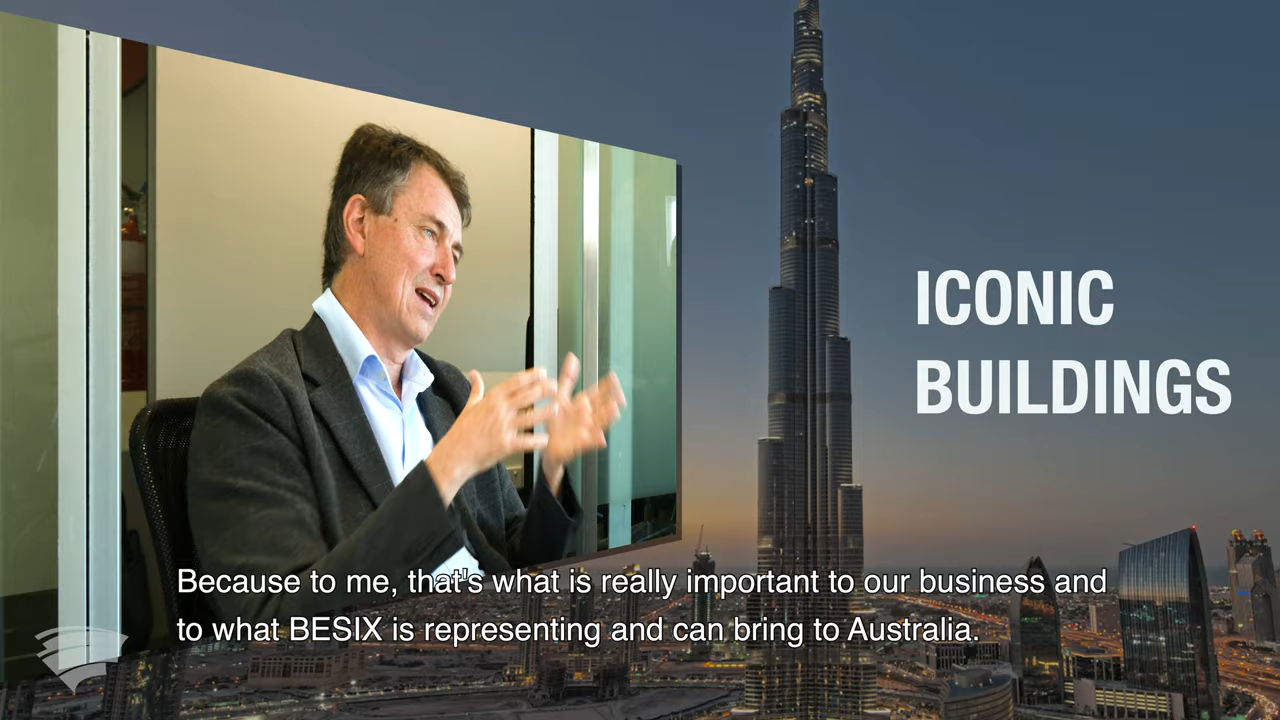 ICONIC
BUILDINGS
Because to me, that's what is really important to our business and
to what BESIX is representing and can bring to Australia.